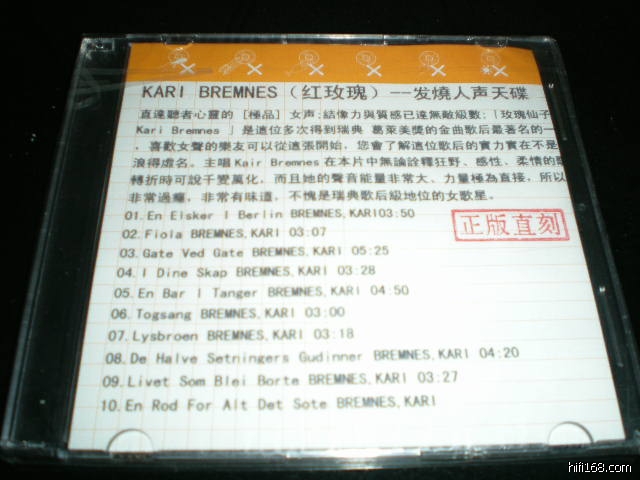 KARI BREMNES（红玫瑰）--发燒人声天碟
直達聽者心靈的［極品］女声;結像力與質感已達無敵級數;「玫瑰仙子
Kari Bremnes 」是這位多次得到瑞典 葛萊美獎的金曲歌后最著名的一
，喜歡女聲的樂友可以從這張開始，您會了解這位歌后的實力實在不是
浪得虛名。主唱Kair Bremnes在本片中無論詮釋狂野、感性、柔情的
轉折時可說千變萬化，而且她的聲音能量非常大、力量極為直接，所以
非常過癮，非常有味道，不愧是瑞典歌后級地位的女歌星。
01.En Elsker I Berlin BREMNES,KARI03:50
正版直刻
02.Fiola BREMNES,KARI 03:07
03.Gate Ved Gate BREMNES,KARI 05:25
04.I Dine Skap BREMNES,KARI 03:28
05.En Bar I Tanger BREMNES,KARI 04:50
06.Togsang BREMNES,KARI 03:00
07.Lysbroen BREMNES,KARI 03:18
08.De Halve Setningers Gudinner BREMNES,KARI 04:20
09.Livet Som Blei Borte BREMNES,KARI 03:27
10.En Rod For Alt Det Sote BREMNES,KARI
hifi168.com